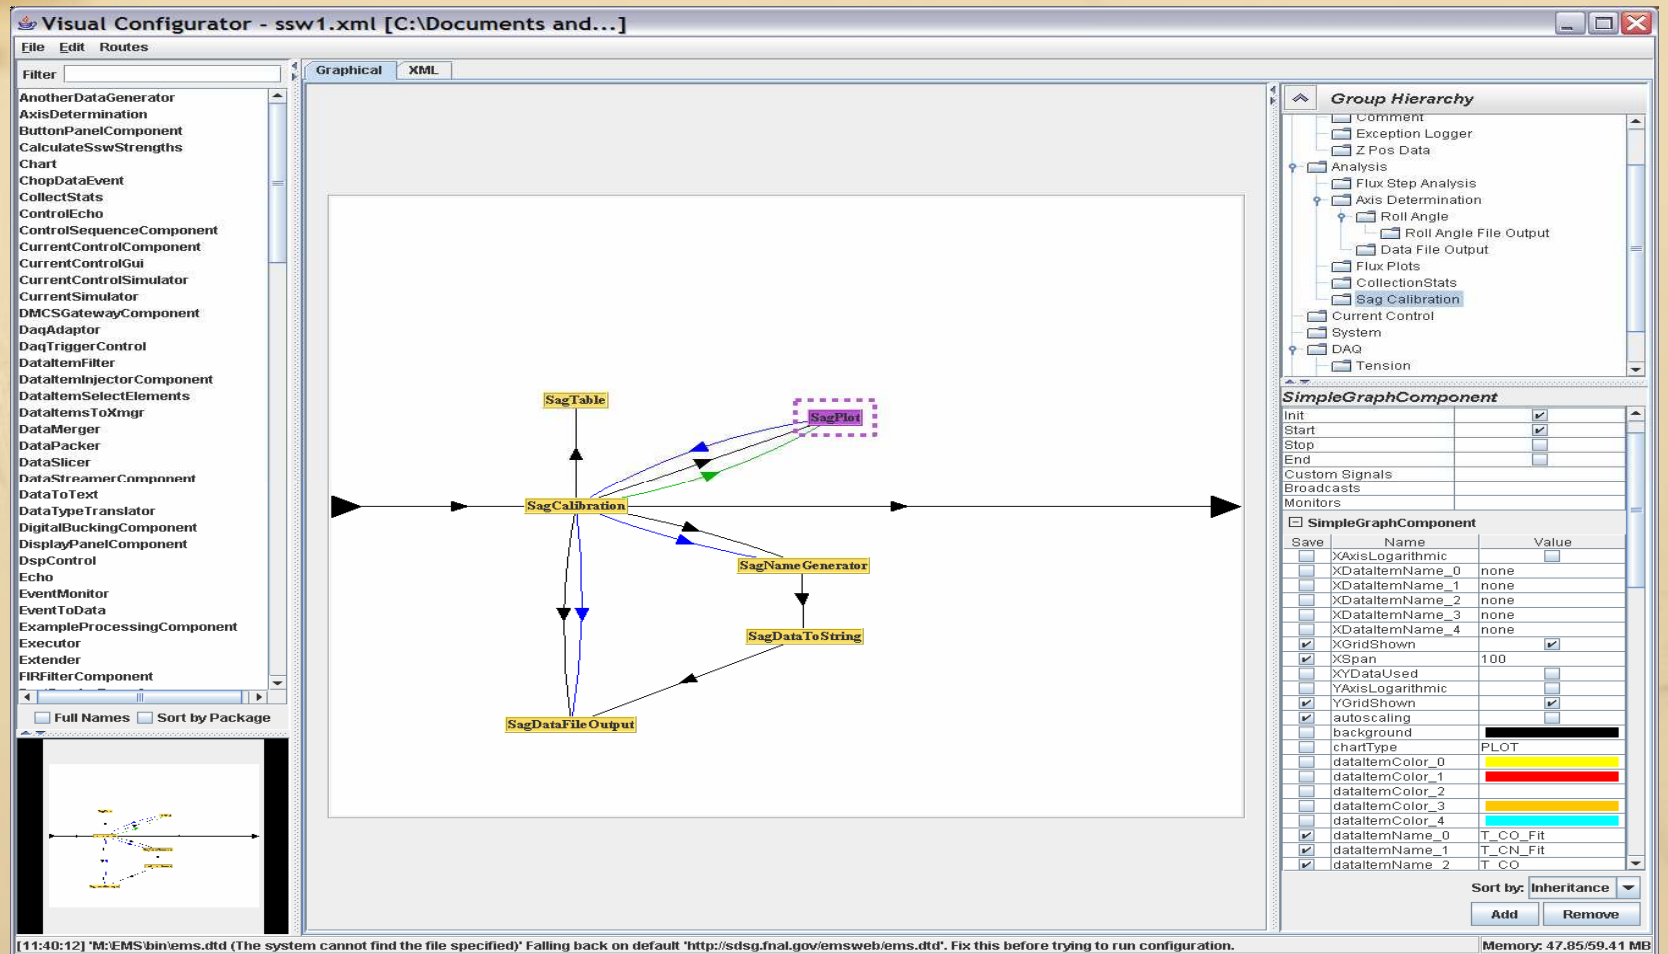 Visual Configurator - ssw1.xml [C:\Documents and...]
File Edit Routes
Filter
AnotherDataGenerator
AxisDetermination
ButtonPanelComponent
CalculateSswStrengths
Chart
ChopDataEvent
CollectStats
ControlEcho
ControlSequenceComponent
CurrentControlComponent
CurrentControlGui
CurrentControlSimulator
CurrentSimulator
DMCSGatewayComponent
DaqAdaptor
DaqTriggerControl
DataItemFilter
DataItemInjectorComponent
DataItemSelectElements
DataItemsToXmgr
DataMerger
DataPacker
DataSlicer
DataStreamerComponent
DataToText
DataTypeTranslator
DigitalBuckingComponent
DisplayPanelComponent
DspControl
Echo
EventMonitor
EventToData
ExampleProcessingComponent
Executor
Extender
FIRFilterComponent
Full Names Sort by Package
Graphical XML
SagTable
SagPlot
SagCalibration
SagNameGenerator
SagDataToString
SagDataFileOutput
Group Hierarchy
Comment
Exception Logger
Z Pos Data
Analysis
Flux Step Analysis
Axis Determination
Roll Angle
Roll Angle File Output
Data File Output
Flux Plots
CollectionStats
Sag Calibration
Current Control
System
DAQ
Tension
SimpleGraphComponent
Init
Start
Stop
End
Custom Signals
Broadcasts
Monitors
SimpleGraphComponent
Save Name Value
XAxisLogarithmic
XDataItemName_0 none
XDataItemName_1 none
XDataItemName_2 none
XDataItemName_3 none
XDataItemName_4 none
XGridShown
XSpan 100
XYDataUsed
YAxisLogarithmic
YGridShown
autoscaling
background
chartType PLOT
dataItemColor_0
dataItemColor_1
dataItemColor_2
dataItemColor_3
dataItemColor_4
dataItemName_0 T_CO_Fit
dataItemName_1 T_CN_Fit
dataItemName_2 T_CO
Sort by: Inheritance
Add Remove
[11:40:12] 'M:\EMS\bin\ems.dtd (The system cannot find the file specified)' Falling back on default 'http://sdsg.fnal.gov/emsweb/ems.dtd'. Fix this before trying to run configuration.
Memory: 47.85/59.41 MB